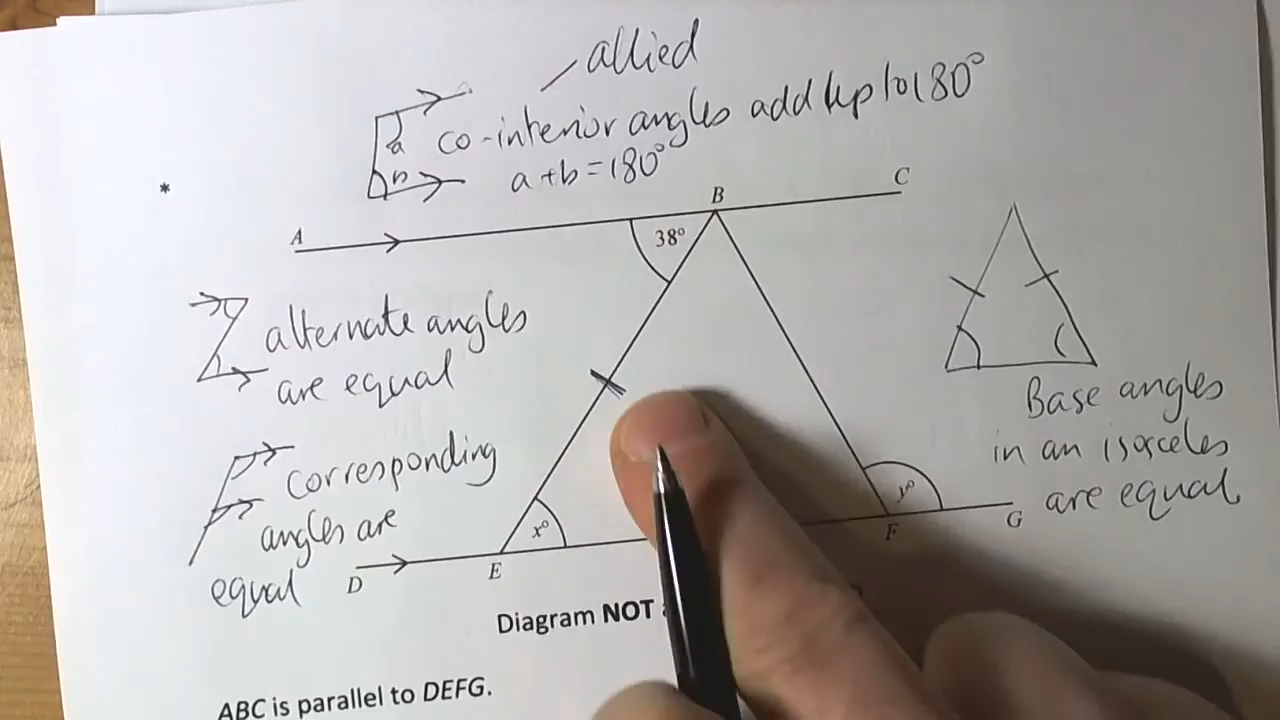 allied
co-interior angles add up to 180°
a
b
a+b=180°
*
A
B
C
38°
alternate angles
are equal
Base angles
in an isoceles
are equal
corresponding
angles are
equal
x°
y°
D
E
F
G
Diagram NOT
ABC is parallel to DEFG.